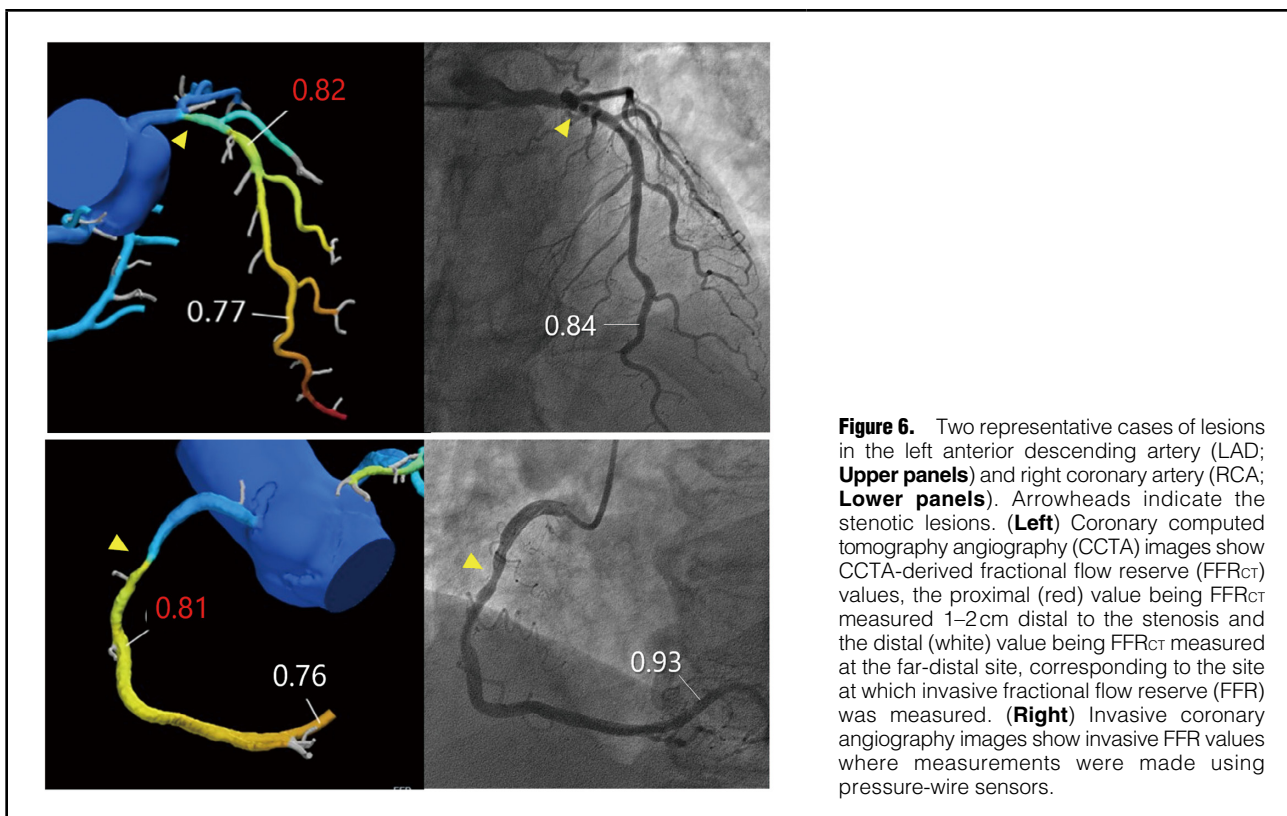 0.82
0.77
0.84
0.81
0.76
0.93
Figure 6. Two representative cases of lesions
in the left anterior descending artery (LAD;
Upper panels) and right coronary artery (RCA;
Lower panels). Arrowheads indicate the
stenotic lesions. (Left) Coronary computed
tomography angiography (CCTA) images show
CCTA-derived fractional flow reserve (FFRCT)
values, the proximal (red) value being FFRCT
measured 1–2 cm distal to the stenosis and
the distal (white) value being FFRCT measured
at the far-distal site, corresponding to the site
at which invasive fractional flow reserve (FFR)
was measured. (Right) Invasive coronary
angiography images show invasive FFR values
where measurements were made using
pressure-wire sensors.